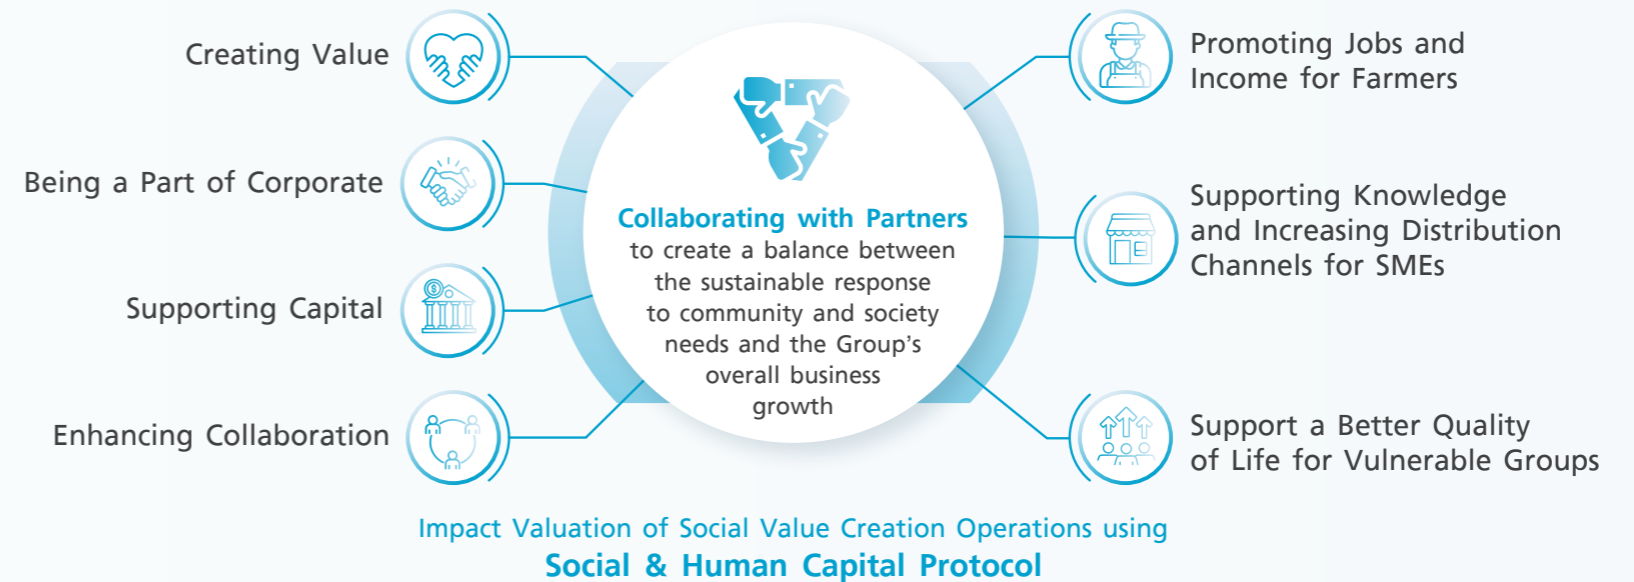 Creating Value
Being a Part of Corporate
Supporting Capital
Enhancing Collaboration
Collaborating with Partners
to create a balance between
the sustainable response
to community and society
needs and the Group’s
overall business
growth
Promoting Jobs and
Income for Farmers
Supporting Knowledge
and Increasing Distribution
Channels for SMEs
Support a Better Quality
of Life for Vulnerable Groups
Impact Valuation of Social Value Creation Operations using
Social & Human Capital Protocol